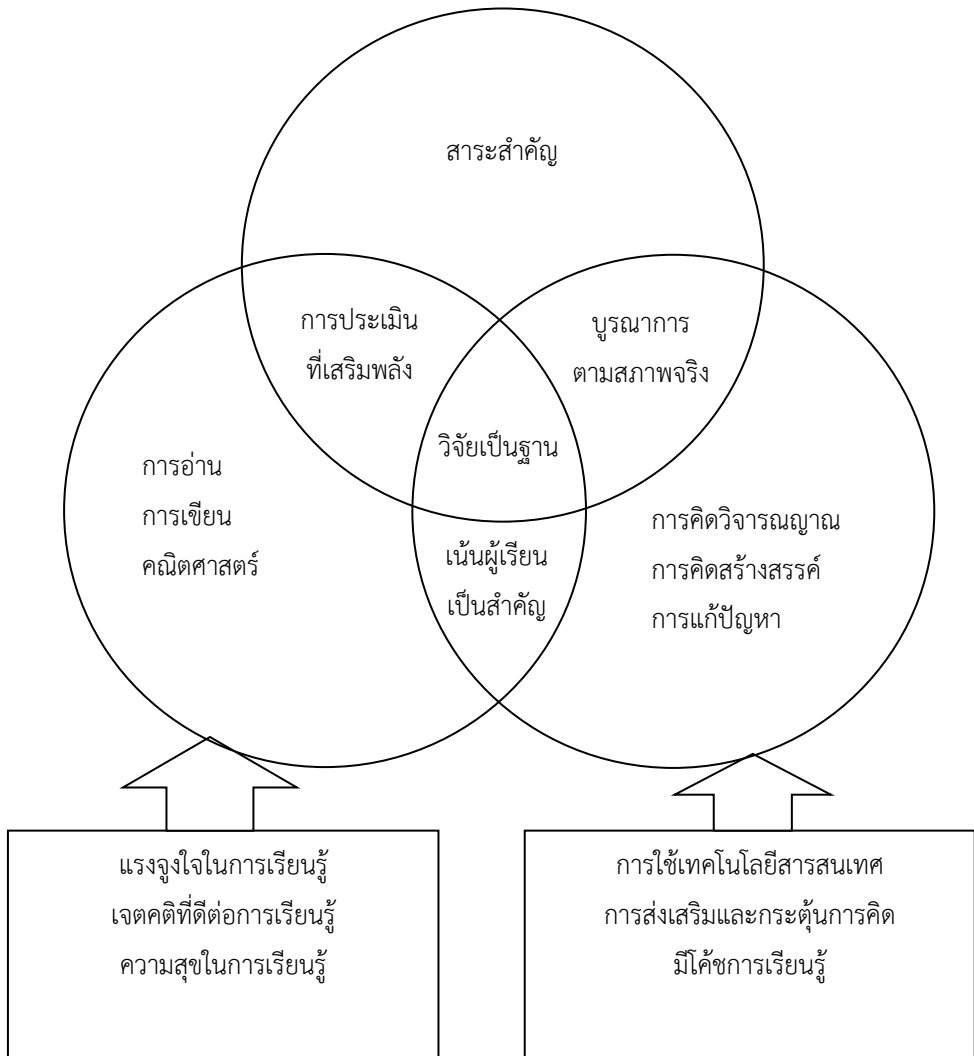 สาระสำคัญ
การประเมิน
ที่เสริมพลัง
บูรณาการ
ตามสภาพจริง
วิจัยเป็นฐาน
การอ่าน
การเขียน
คณิตศาสตร์
เน้นผู้เรียน
เป็นสำคัญ
การคิดวิจารณญาณ
การคิดสร้างสรรค์
การแก้ปัญหา
แรงจูงใจในการเรียนรู้
เจตคติที่ดีต่อการเรียนรู้
ความสุขในการเรียนรู้
การใช้เทคโนโลยีสารสนเทศ
การส่งเสริมและกระตุ้นการคิด
มีโค้ชการเรียนรู้